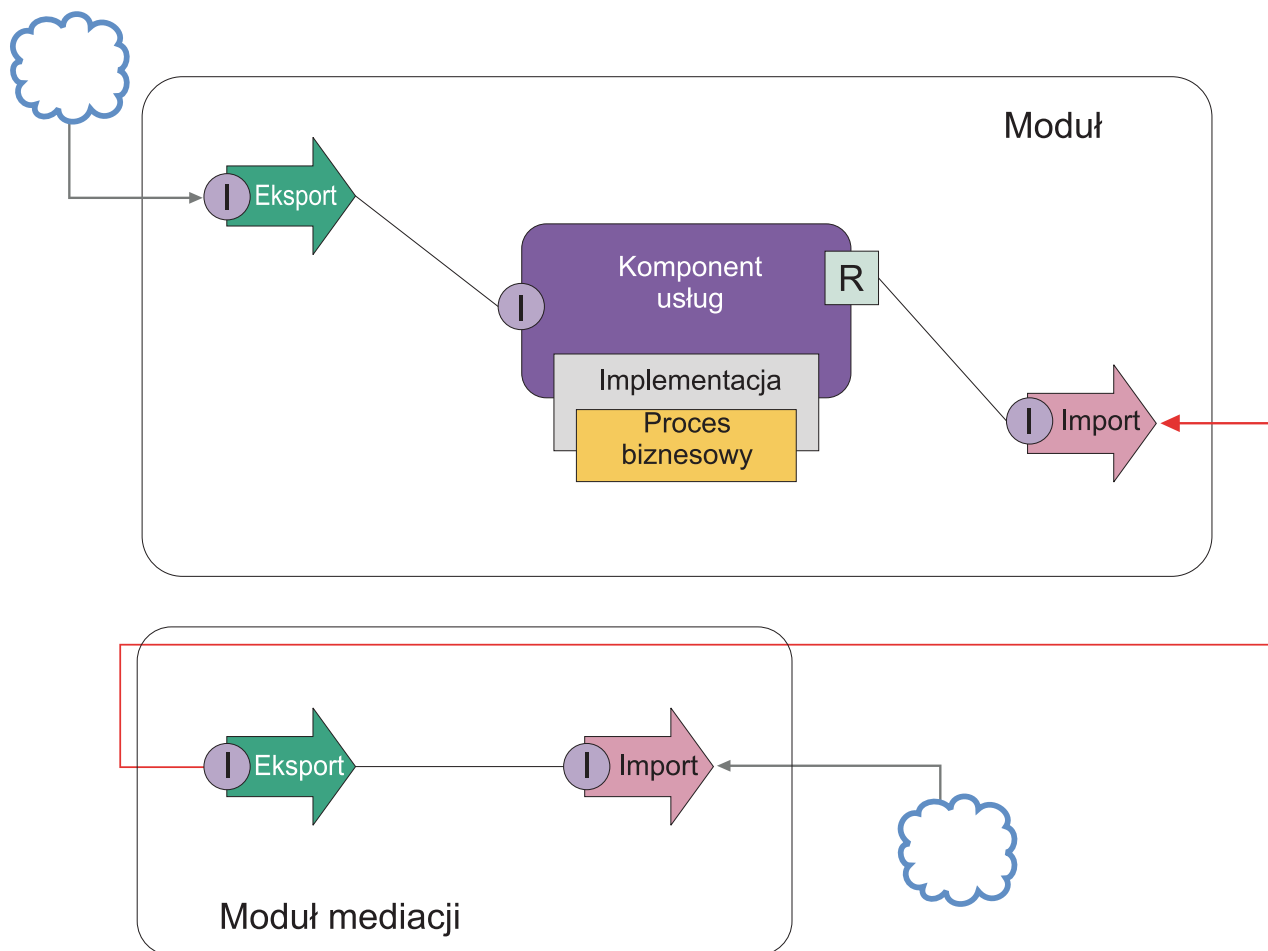 Moduł
I
Eksport
Komponent
usług
R
I
Implementacja
Proces
biznesowy
I
Import
I
Eksport
I
Import
Moduł mediacji